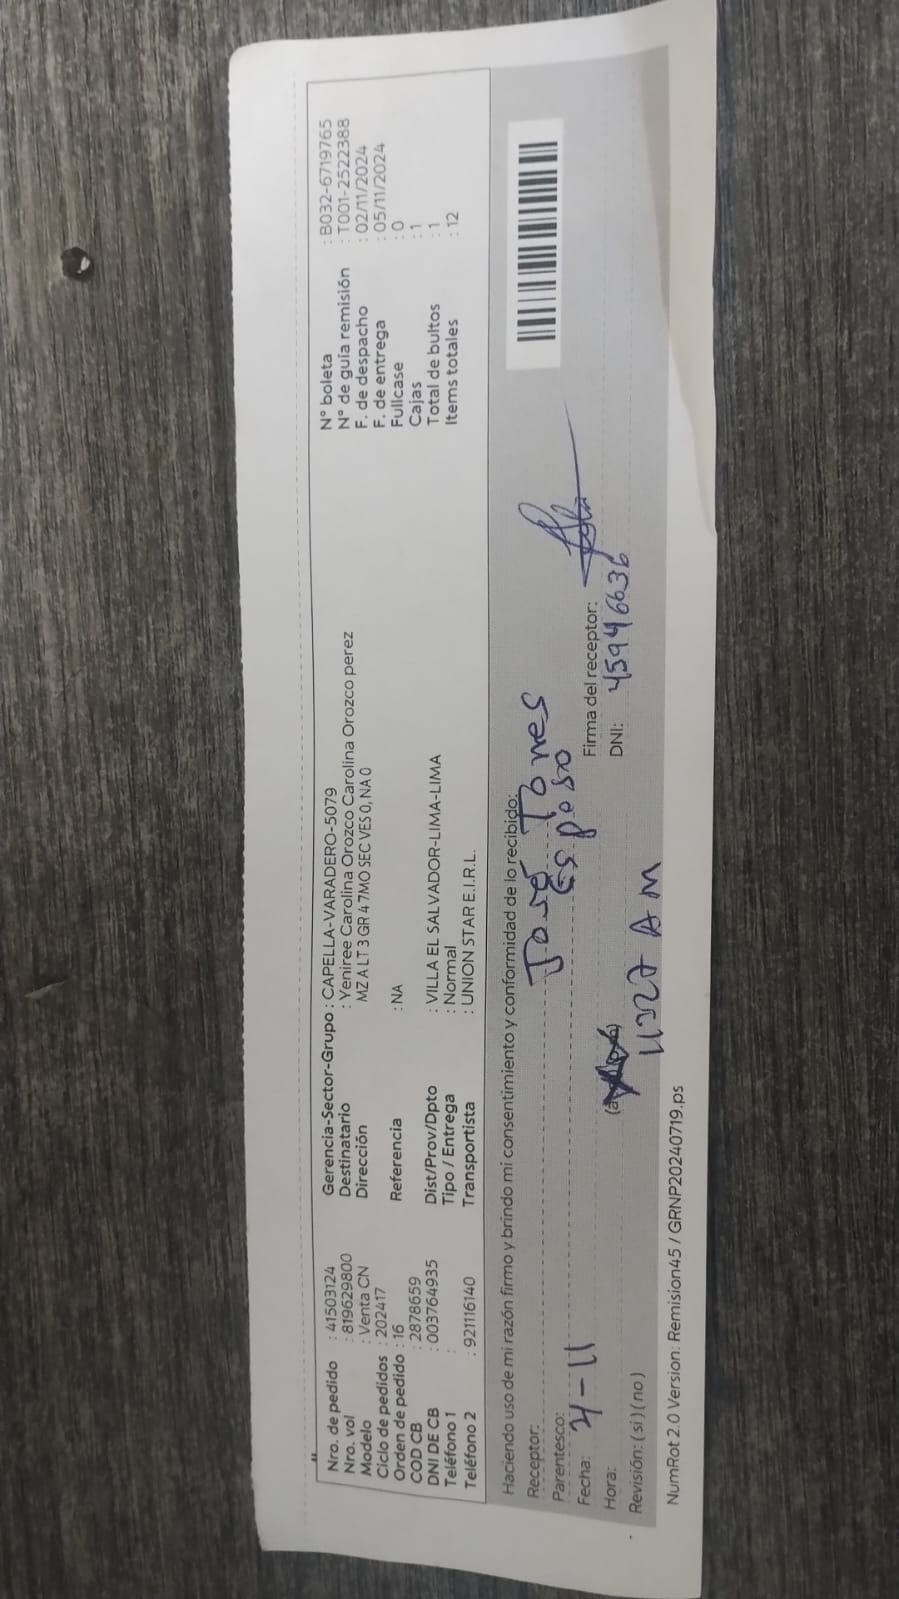 Nro. de pedido : 41503124
Nro. vol : 819629800
Modelo : Venta CN
Ciclo de pedidos : 202417
Orden de pedido : 16
COD CB : 2878659
DNI DE CB : 003764935
Teléfono 1 :
Teléfono 2 : 921116140
Gerencia-Sector-Grupo : CAPELLA-VARADERO-5079
Destinatario : Yeniree Carolina Orozco Carolina Orozco perez
Dirección MZ A LT 3 GR 4 7MO SEC VES 0, NA 0
Referencia : NA
Dist/Prov/Dpto : VILLA EL SALVADOR-LIMA-LIMA
Tipo / Entrega : Normal
Transportista : UNION STAR E.I.R.L.
N° boleta : B032-6719765
N° de guía remisión : T001-2522388
F. de despacho : 02/11/2024
F. de entrega : 05/11/2024
Fullcase : 0
Cajas : 1
Total de bultos : 1
Items totales : 12
Haciendo uso de mi razón firmo y brindo mi consentimiento y conformidad de lo recibido:
Receptor: José Torres
Parentesco: Esposo
Fecha: 4-11 Firma del receptor:
Hora: DNI: 45946636
Revisión: ( si ) ( no ) 11:27 AM
NumRot 2.0 Version: Remision45 / GRNP20240719.ps